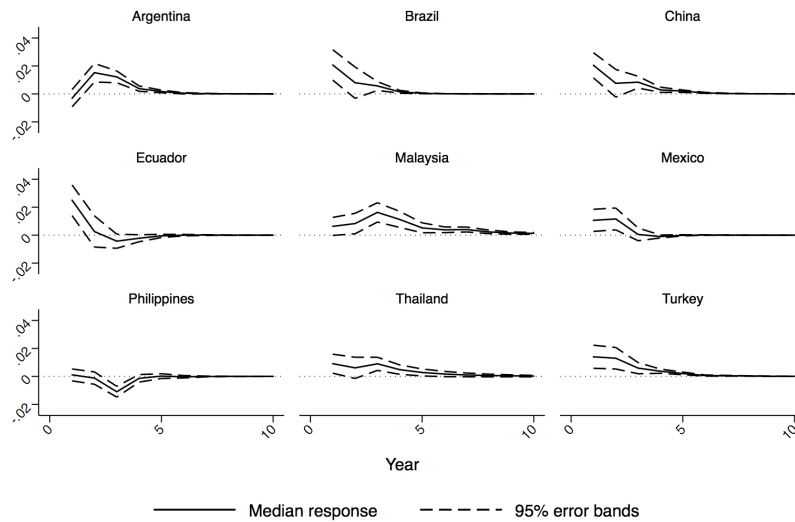 Argentina Brazil China
.04
.02
0
-.02
Ecuador Malaysia Mexico
.04
.02
0
-.02
Philippines Thailand Turkey
.04
.02
0
-.02
0 5 10 0 5 10 0 5 10
Year
Median response 95% error bands